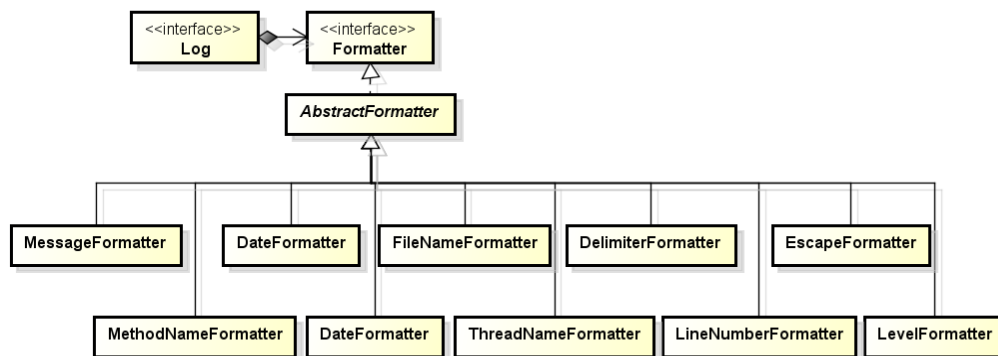 <<interface>>
Log
<<interface>>
Formatter
AbstractFormatter
MessageFormatter
DateFormatter
FileNameFormatter
DelimiterFormatter
EscapeFormatter
MethodNameFormatter
DateFormatter
ThreadNameFormatter
LineNumberFormatter
LevelFormatter